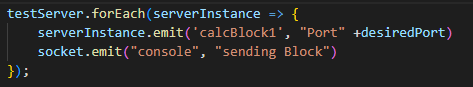 testServer.forEach(serverInstance => {
    serverInstance.emit('calcBlock1', "Port" +desiredPort)
    socket.emit("console", "sending Block")
});